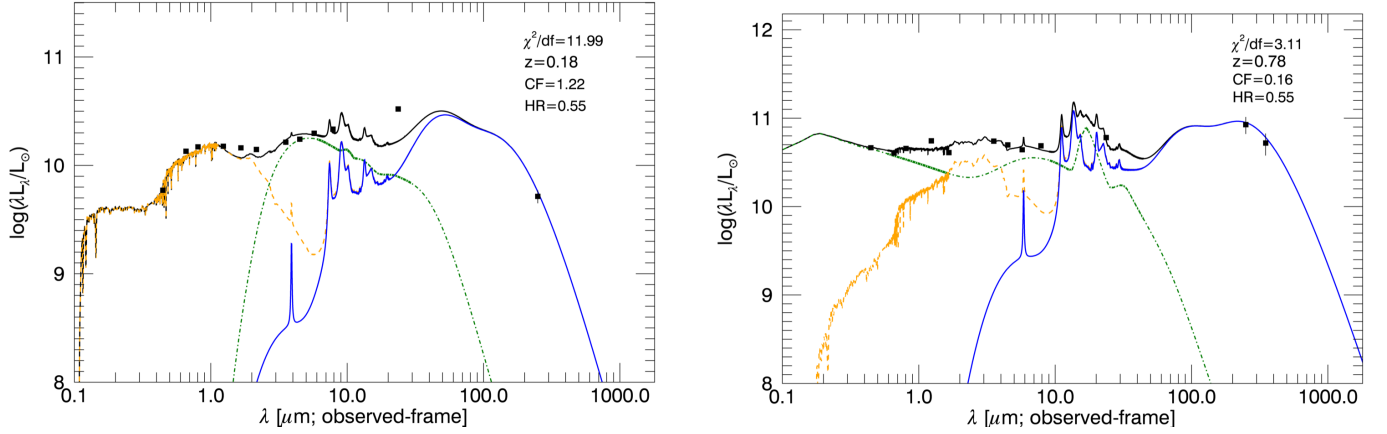 11
10
9
8
log(λL_λ/L_⊙)
χ²/df=11.99
z=0.18
CF=1.22
HR=0.55
0.1 1.0 10.0 100.0 1000.0
λ [μm; observed-frame]
12
11
10
9
8
log(λL_λ/L_⊙)
χ²/df=3.11
z=0.78
CF=0.16
HR=0.55
0.1 1.0 10.0 100.0 1000.0
λ [μm; observed-frame]